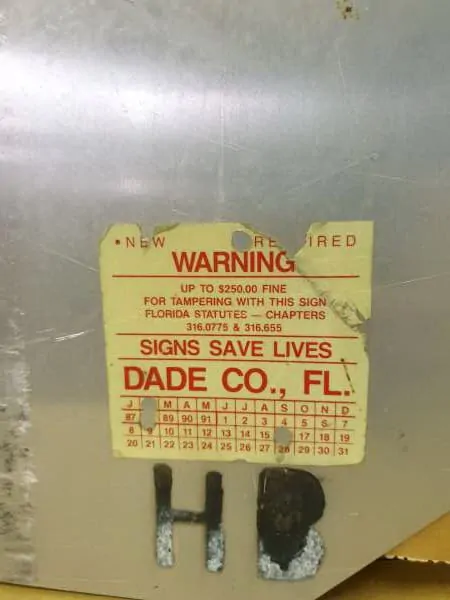 • NEW
WARNING
UP TO $250.00 FINE
FOR TAMPERING WITH THIS SIGN
FLORIDA STATUTES — CHAPTERS
316.0775 & 316.655
SIGNS SAVE LIVES
DADE CO., FL.
J M A M J J A S O N D
87 89 90 91 1 2 3 4 5 S 7
8 9 10 11 12 13 14 15 17 18 19
20 21 22 23 24 25 26 27 28 29 30 31
HB